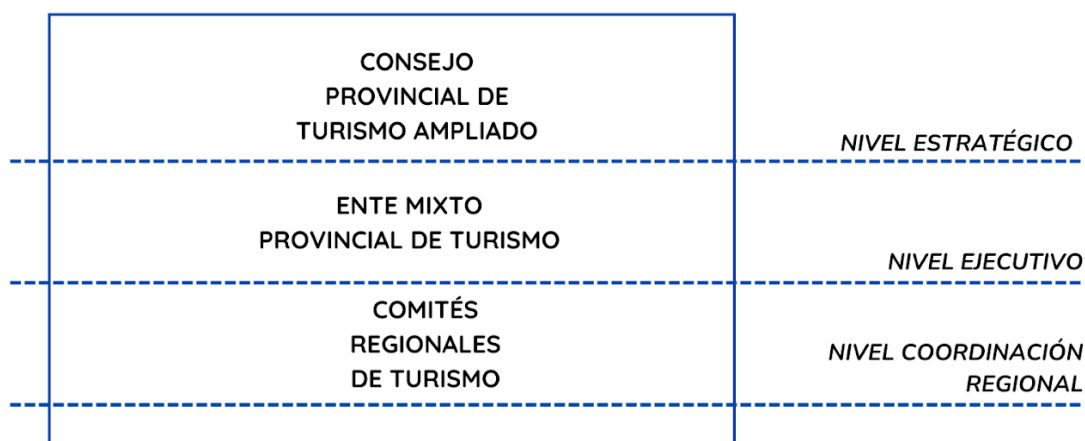 CONSEJO
PROVINCIAL DE
TURISMO AMPLIADO
NIVEL ESTRATÉGICO
ENTE MIXTO
PROVINCIAL DE TURISMO
NIVEL EJECUTIVO
COMITÉS
REGIONALES
DE TURISMO
NIVEL COORDINACIÓN
REGIONAL